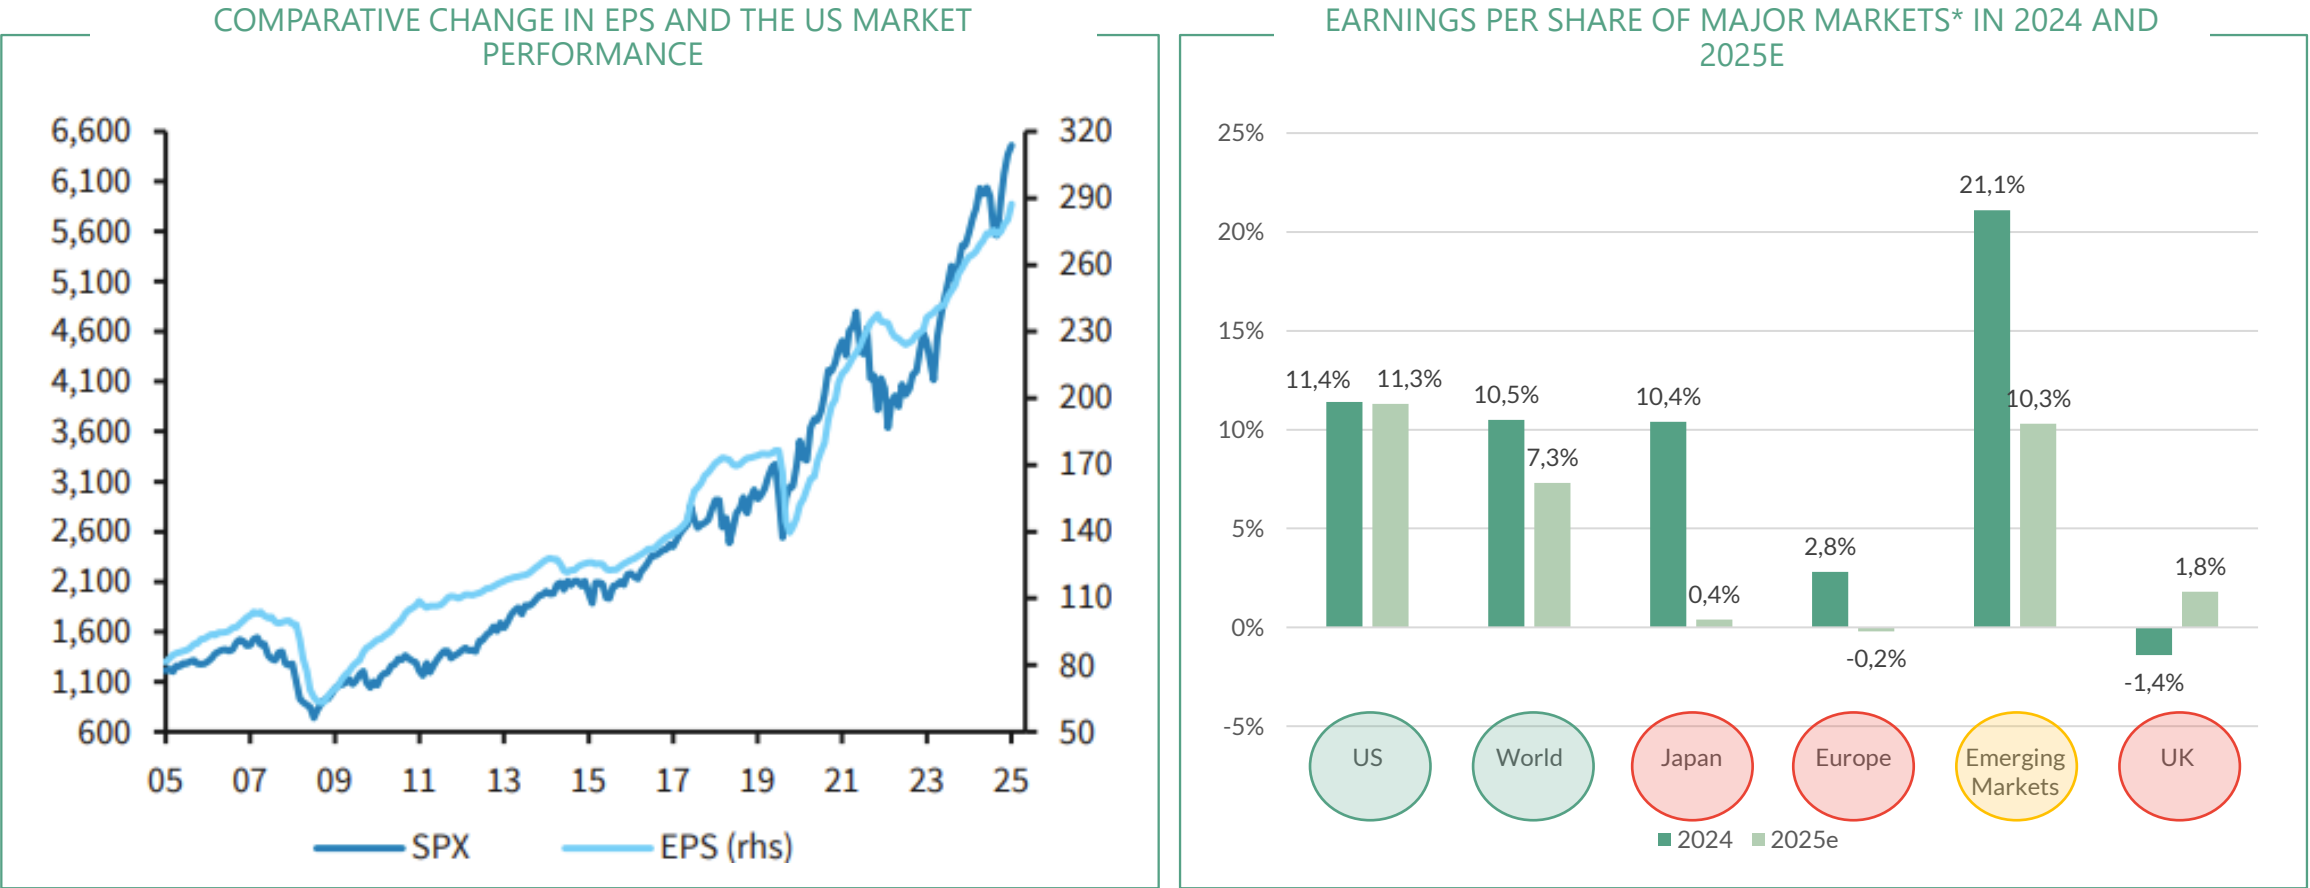 COMPARATIVE CHANGE IN EPS AND THE US MARKET
PERFORMANCE
6,600
6,100
5,600
5,100
4,600
4,100
3,600
3,100
2,600
2,100
1,600
1,100
600
320
290
260
230
200
170
140
110
80
50
05 07 09 11 13 15 17 19 21 23 25
SPX EPS (rhs)
EARNINGS PER SHARE OF MAJOR MARKETS* IN 2024 AND
2025E
25%
20%
15%
10%
5%
0%
-5%
11,4% 11,3%
10,5% 7,3%
10,4% 0,4%
2,8% -0,2%
21,1% 10,3%
-1,4% 1,8%
US
World
Japan
Europe
Emerging
Markets
UK
2024 2025e